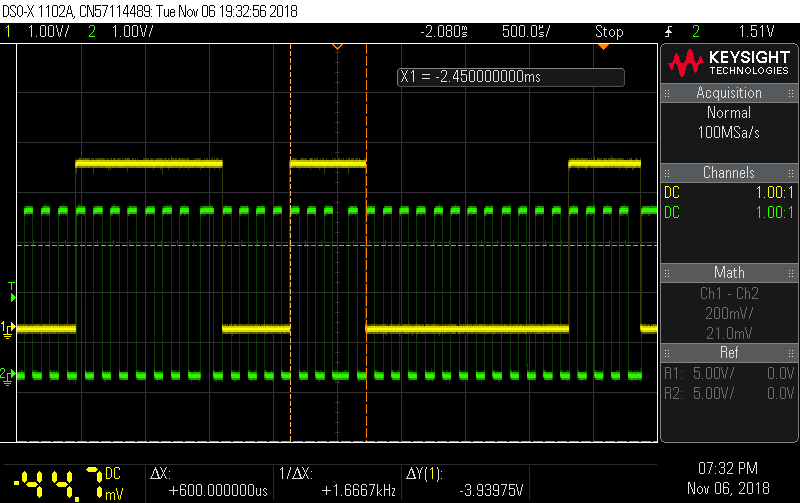 DSO-X 1102A, CN57114489: Tue Nov 06 19:32:56 2018
1 1.00V/ 2 1.00V/ -2.080ms 500.0us/ Stop 2 1.51V
X1 = -2.450000000ms
KEYSIGHT
TECHNOLOGIES
Acquisition
Normal
100MSa/s
Channels
DC 1.00:1
DC 1.00:1
T
Math
Ch1 - Ch2
200mV/
21.0mV
1
Ref
R1: 5.00V/ 0.0V
2
R2: 5.00V/ 0.0V
-44.7 DC mV
ΔX:
+600.000000us
1/ΔX:
+1.6667kHz
ΔY(1):
-3.93975V
07:32 PM
Nov 06, 2018